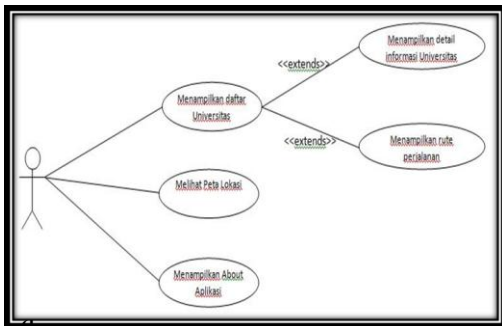 Menampilkan detail
informasi Universitas
<<extends>>
Menampilkan daftar
Universitas
<<extends>>
Menampilkan rute
perjalanan
Melihat Peta Lokasi
Menampilkan About
Aplikasi